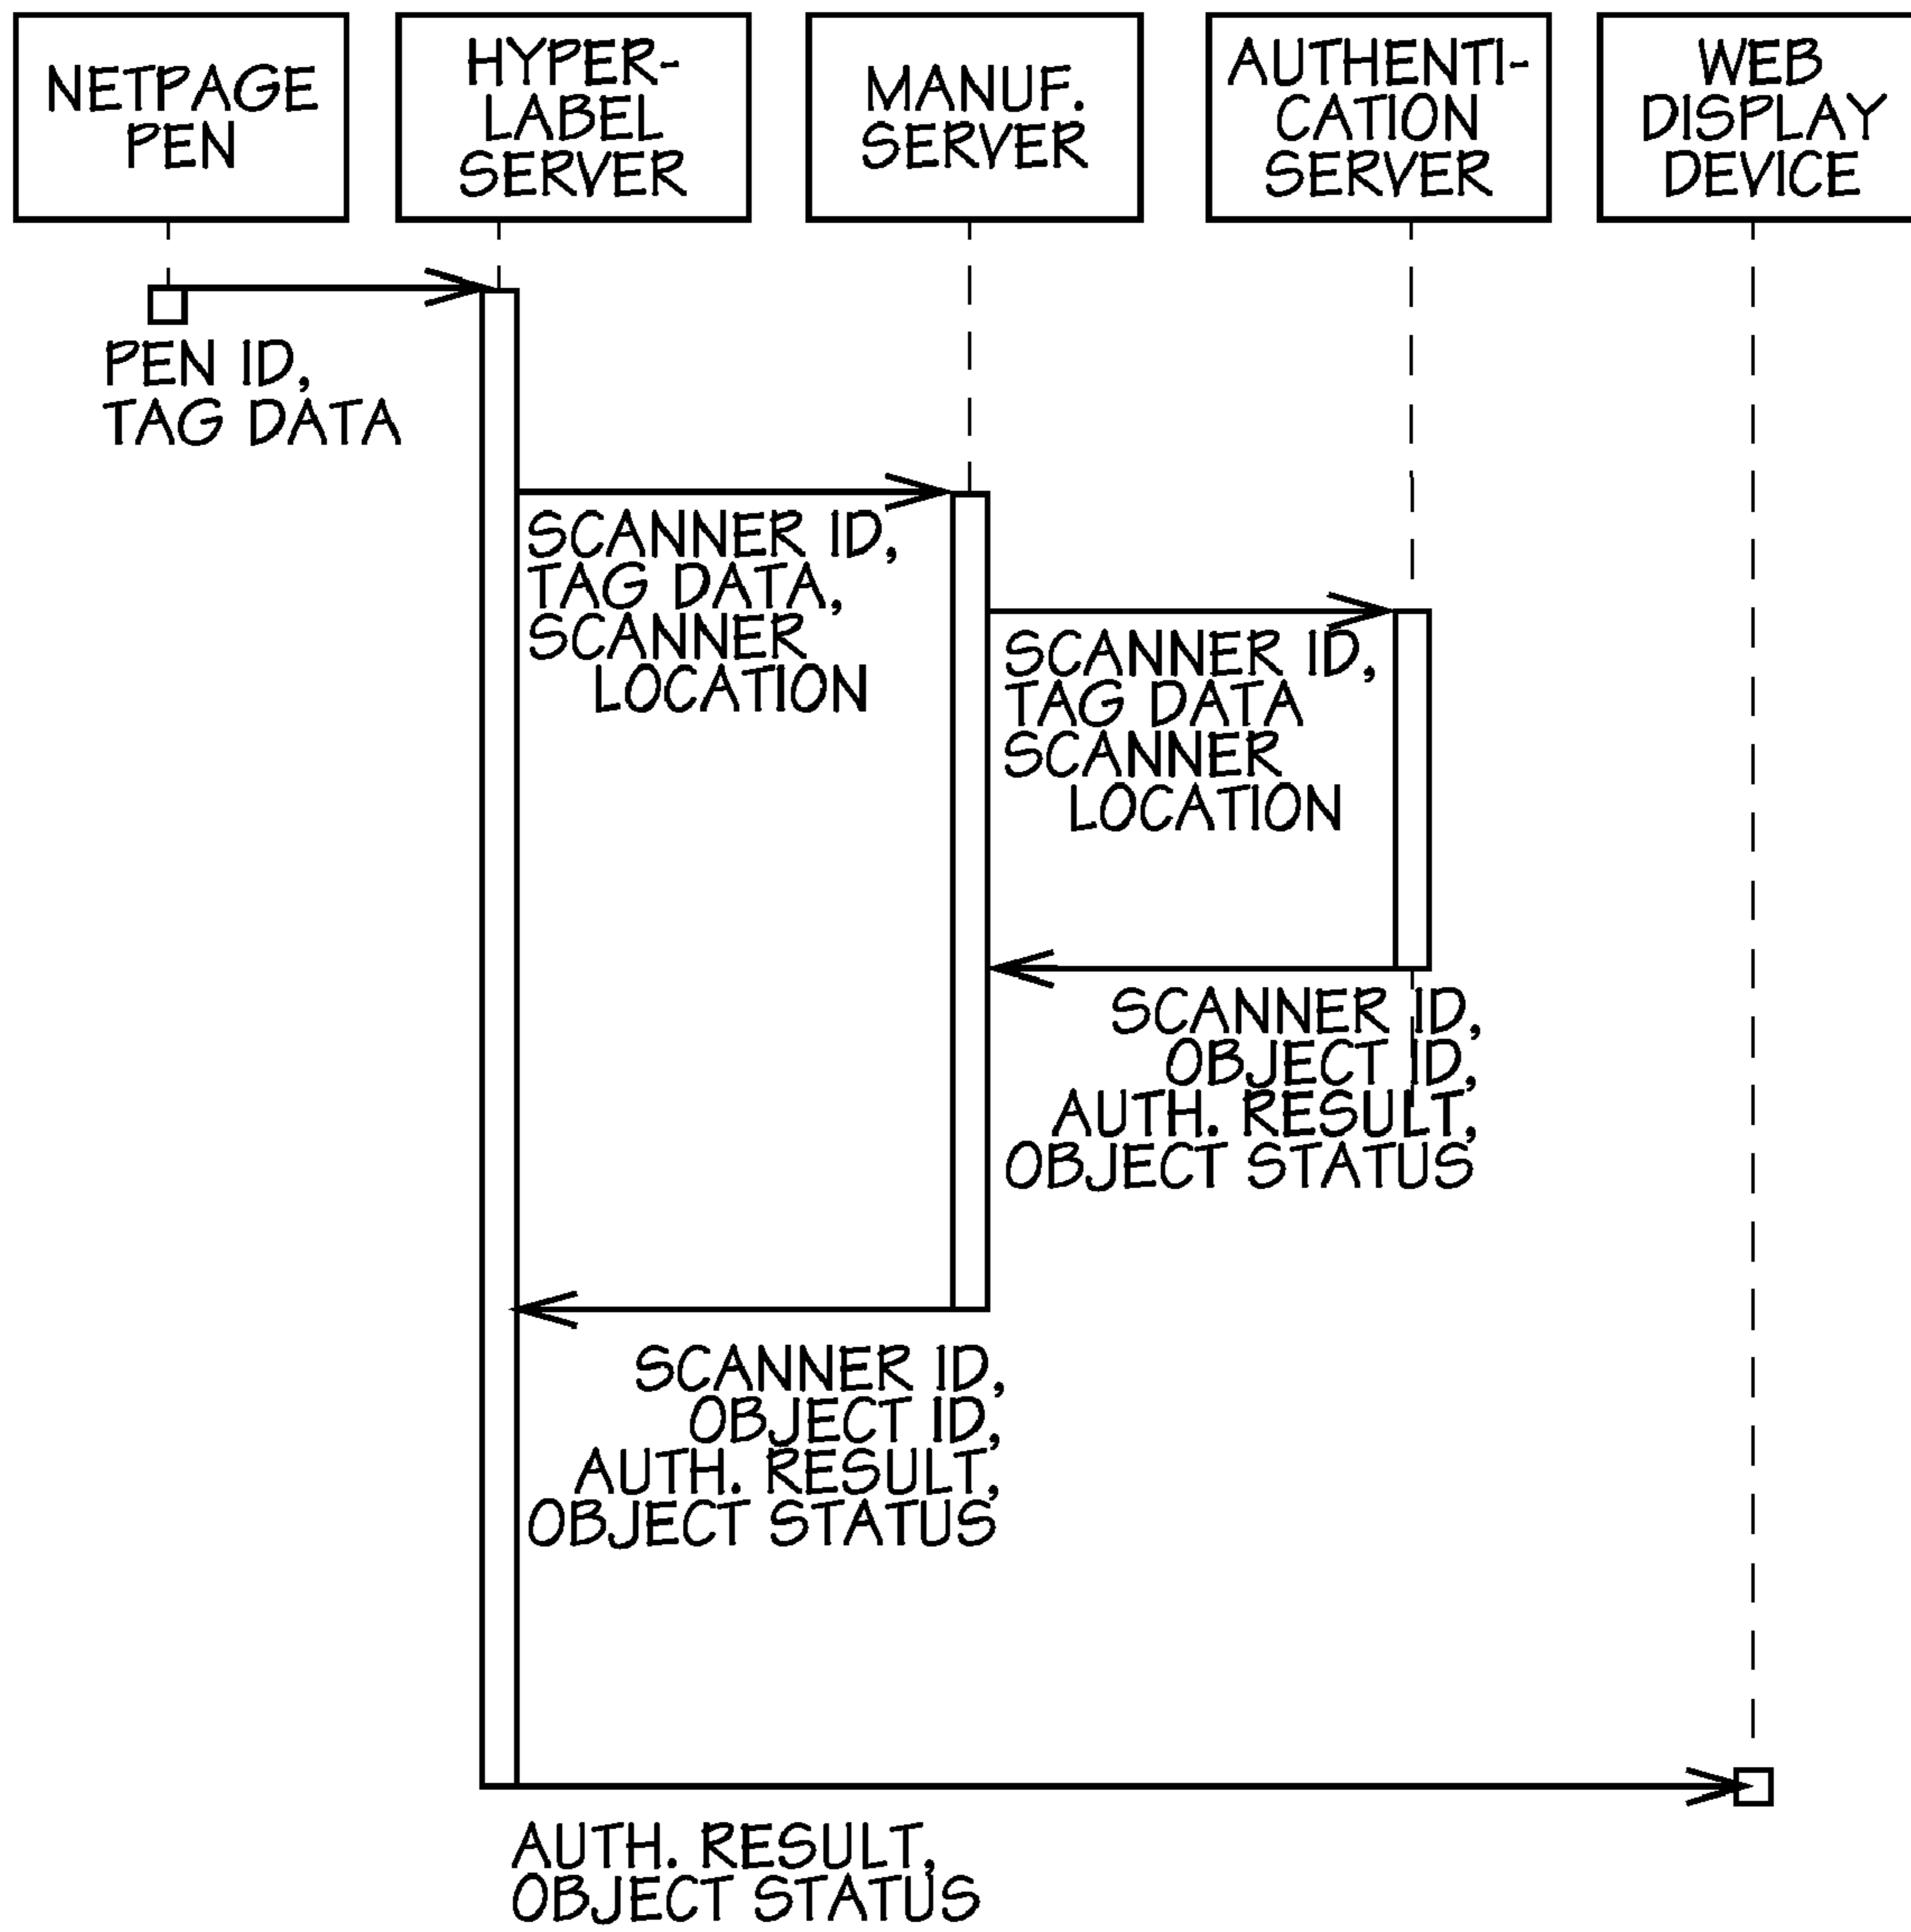 NETPAGE
PEN
HYPER-
LABEL
SERVER
MANUF.
SERVER
AUTHENTI-
CATION
SERVER
WEB
DISPLAY
DEVICE
PEN ID,
TAG DATA
SCANNER ID,
TAG DATA,
SCANNER
LOCATION
SCANNER ID,
TAG DATA
SCANNER
LOCATION
SCANNER ID,
OBJECT ID,
AUTH. RESULT,
OBJECT STATUS
SCANNER ID,
OBJECT ID,
AUTH. RESULT,
OBJECT STATUS
AUTH. RESULT,
OBJECT STATUS